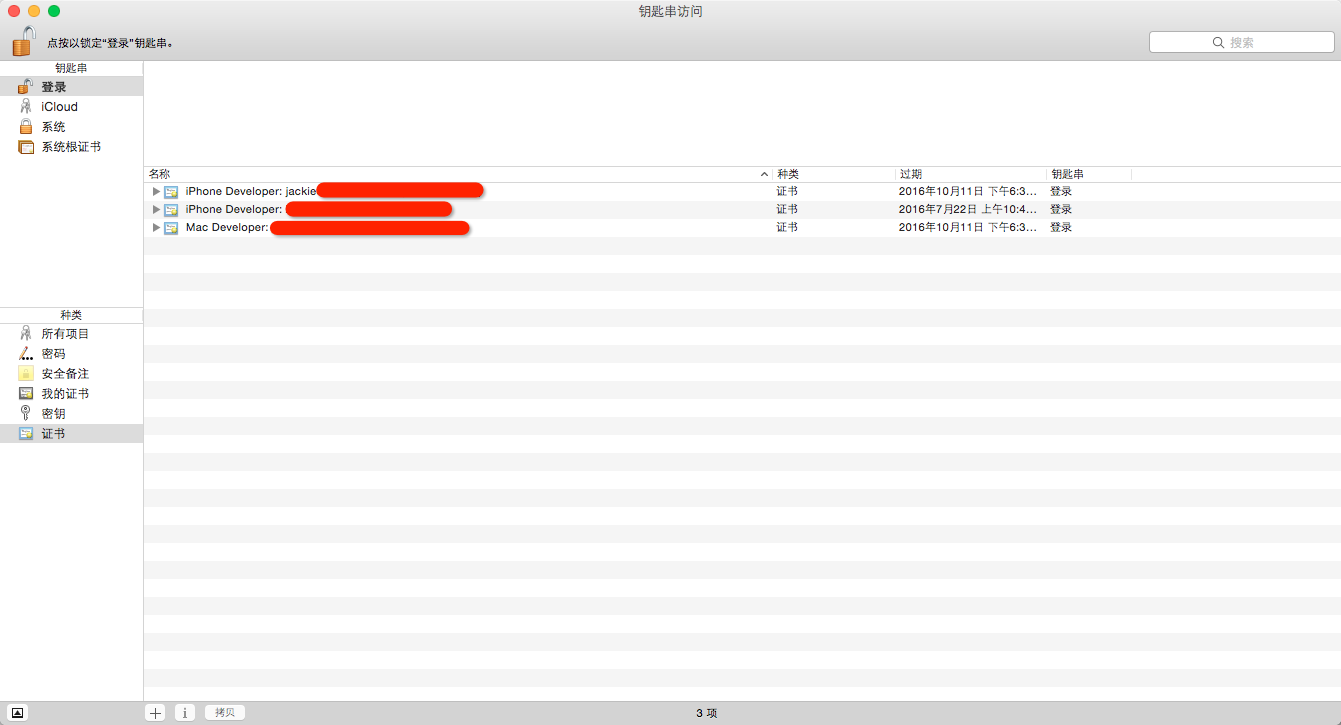 钥匙串访问
点按以锁定“登录”钥匙串。
搜索
钥匙串
登录
iCloud
系统
系统根证书
名称 种类 过期 钥匙串
iPhone Developer: jackie 证书 2016年10月11日 下午6:3... 登录
iPhone Developer: 证书 2016年7月22日 上午10:4... 登录
Mac Developer: 证书 2016年10月11日 下午6:3... 登录
种类
所有项目
密码
安全备注
我的证书
密钥
证书
拷贝
3 项